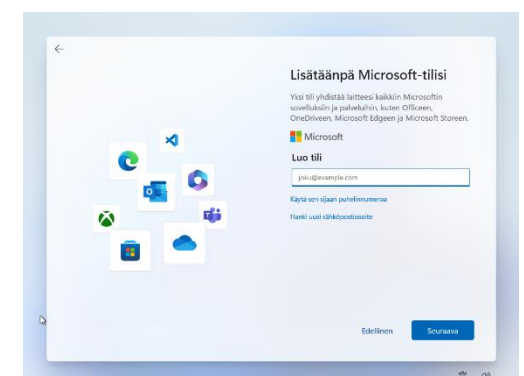 Lisätäänpä Microsoft-tilisi
Yksi tili yhdistää laitteesi kaikkiin Microsoftin
sovelluksiin ja palveluihin, kuten Officeen,
OneDriveen, Microsoft Edgeen ja Microsoft Storeen.
Microsoft
Luo tili
joku@example.com
Käytä sen sijaan puhelinnumeroa
Hanki uusi sähköpostiosoite
Edellinen
Seuraava